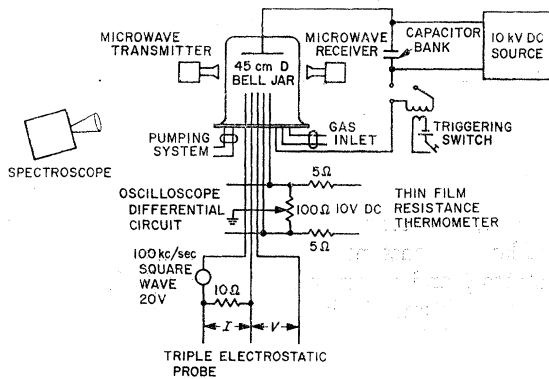 MICROWAVE
TRANSMITTER
MICROWAVE
RECEIVER
CAPACITOR
BANK
10 kV DC
SOURCE
45 cm D
BELL JAR
PUMPING
SYSTEM
GAS
INLET
TRIGGERING
SWITCH
SPECTROSCOPE
5Ω
OSCILLOSCOPE
DIFFERENTIAL
CIRCUIT
100Ω 10V DC
THIN FILM
RESISTANCE
THERMOMETER
5Ω
100 kc/sec
SQUARE
WAVE
20V
10Ω
I
V
TRIPLE ELECTROSTATIC
PROBE